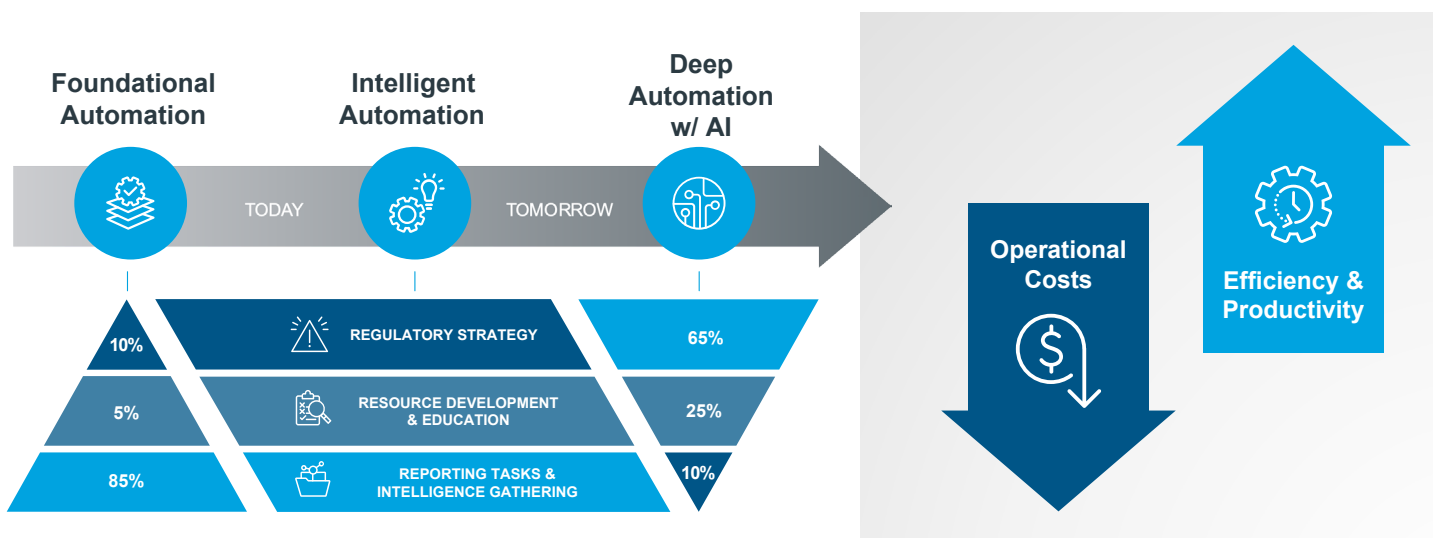 Foundational
Automation
Intelligent
Automation
Deep
Automation
w/ AI
TODAY
TOMORROW
10%
REGULATORY STRATEGY
65%
5%
RESOURCE DEVELOPMENT
& EDUCATION
25%
85%
REPORTING TASKS &
INTELLIGENCE GATHERING
10%
Operational
Costs
$
Efficiency &
Productivity